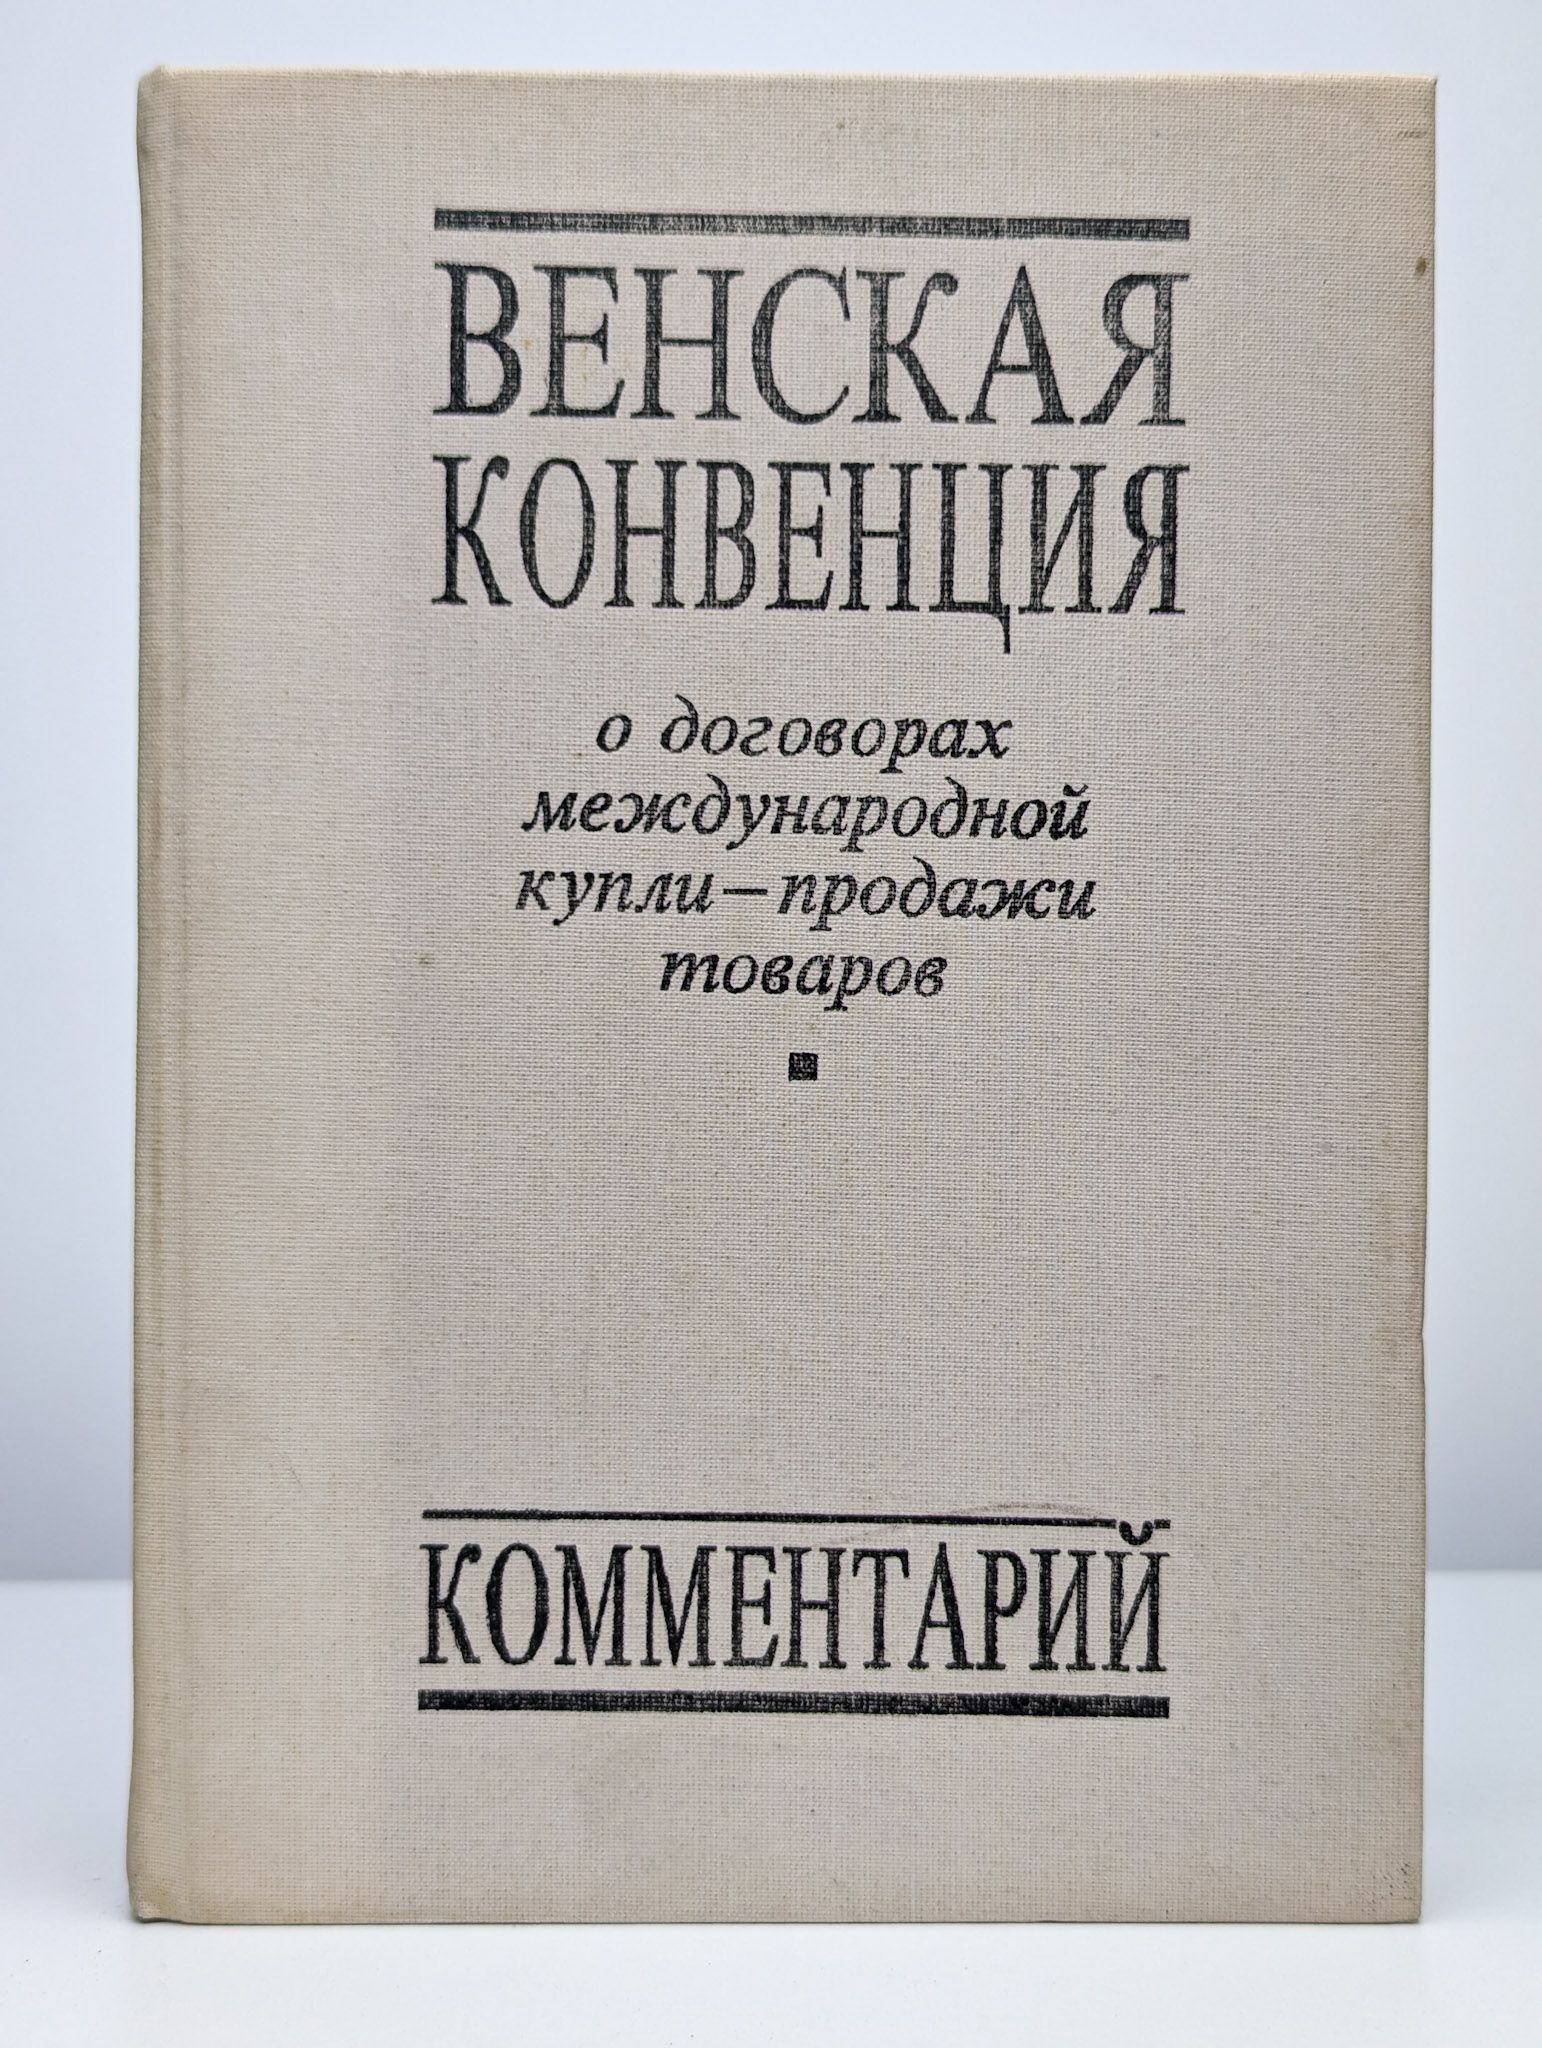 ВЕНСКАЯ
КОНВЕНЦИЯ
о договорах
международной
купли—продажи
товаров
КОММЕНТАРИЙ